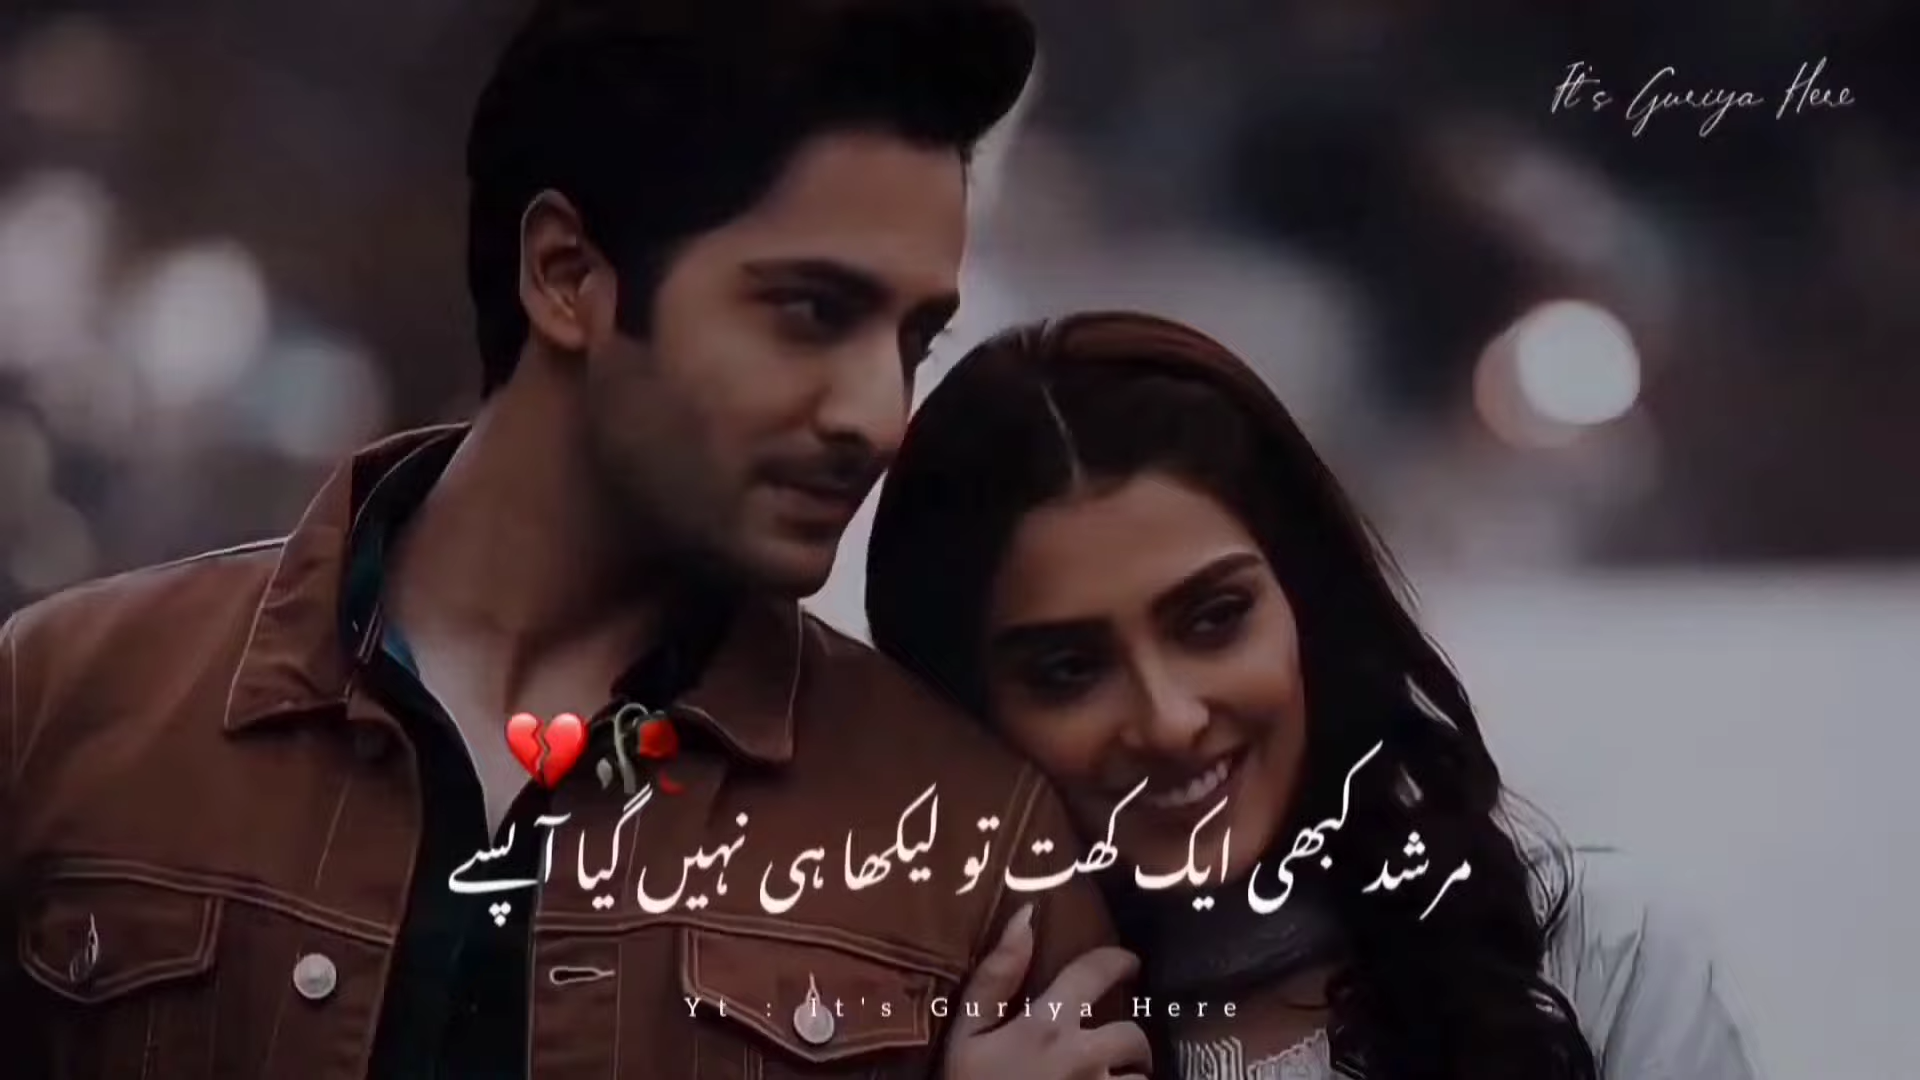 It's Guriya Here
مرشد کبھی ایک کھت تو لیکھا ہی نہیں گیا آپسے
Yt : It's Guriya Here